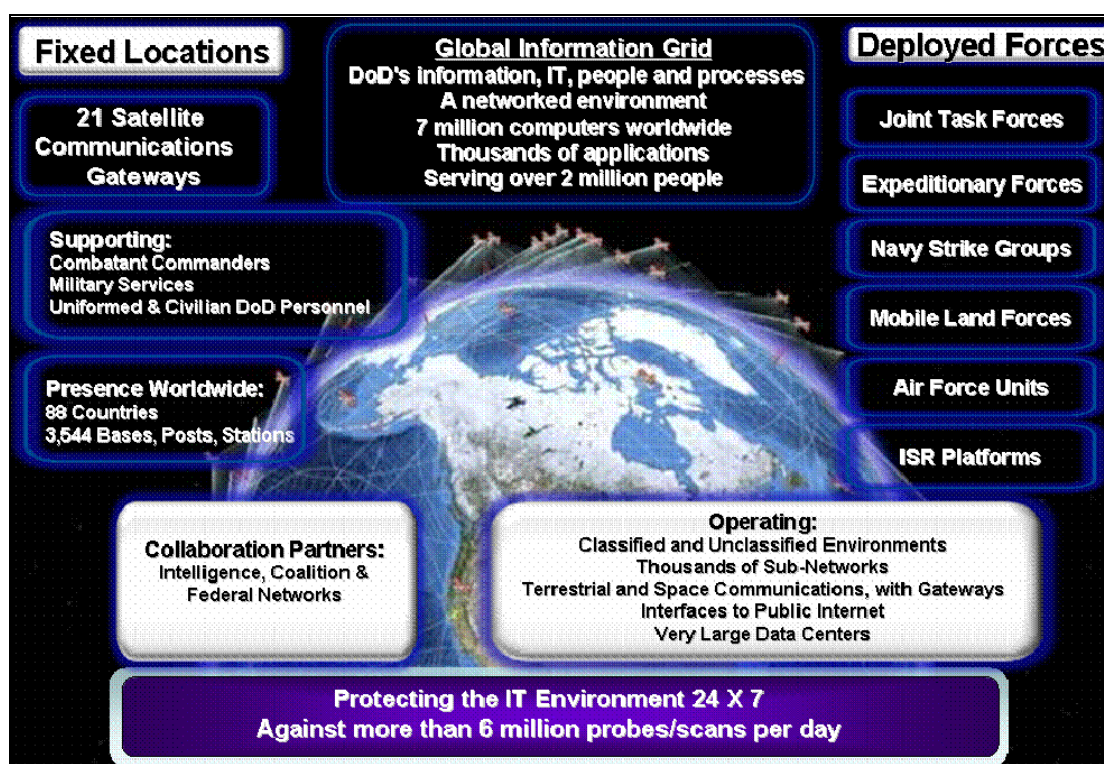 Fixed Locations
21 Satellite
Communications
Gateways
Supporting:
Combatant Commanders
Military Services
Uniformed & Civilian DoD Personnel
Presence Worldwide:
88 Countries
3,544 Bases, Posts, Stations
Global Information Grid
DoD's information, IT, people and processes
A networked environment
7 million computers worldwide
Thousands of applications
Serving over 2 million people
Deployed Forces
Joint Task Forces
Expeditionary Forces
Navy Strike Groups
Mobile Land Forces
Air Force Units
ISR Platforms
Collaboration Partners:
Intelligence, Coalition &
Federal Networks
Operating:
Classified and Unclassified Environments
Thousands of Sub-Networks
Terrestrial and Space Communications, with Gateways
Interfaces to Public Internet
Very Large Data Centers
Protecting the IT Environment 24 X 7
Against more than 6 million probes/scans per day